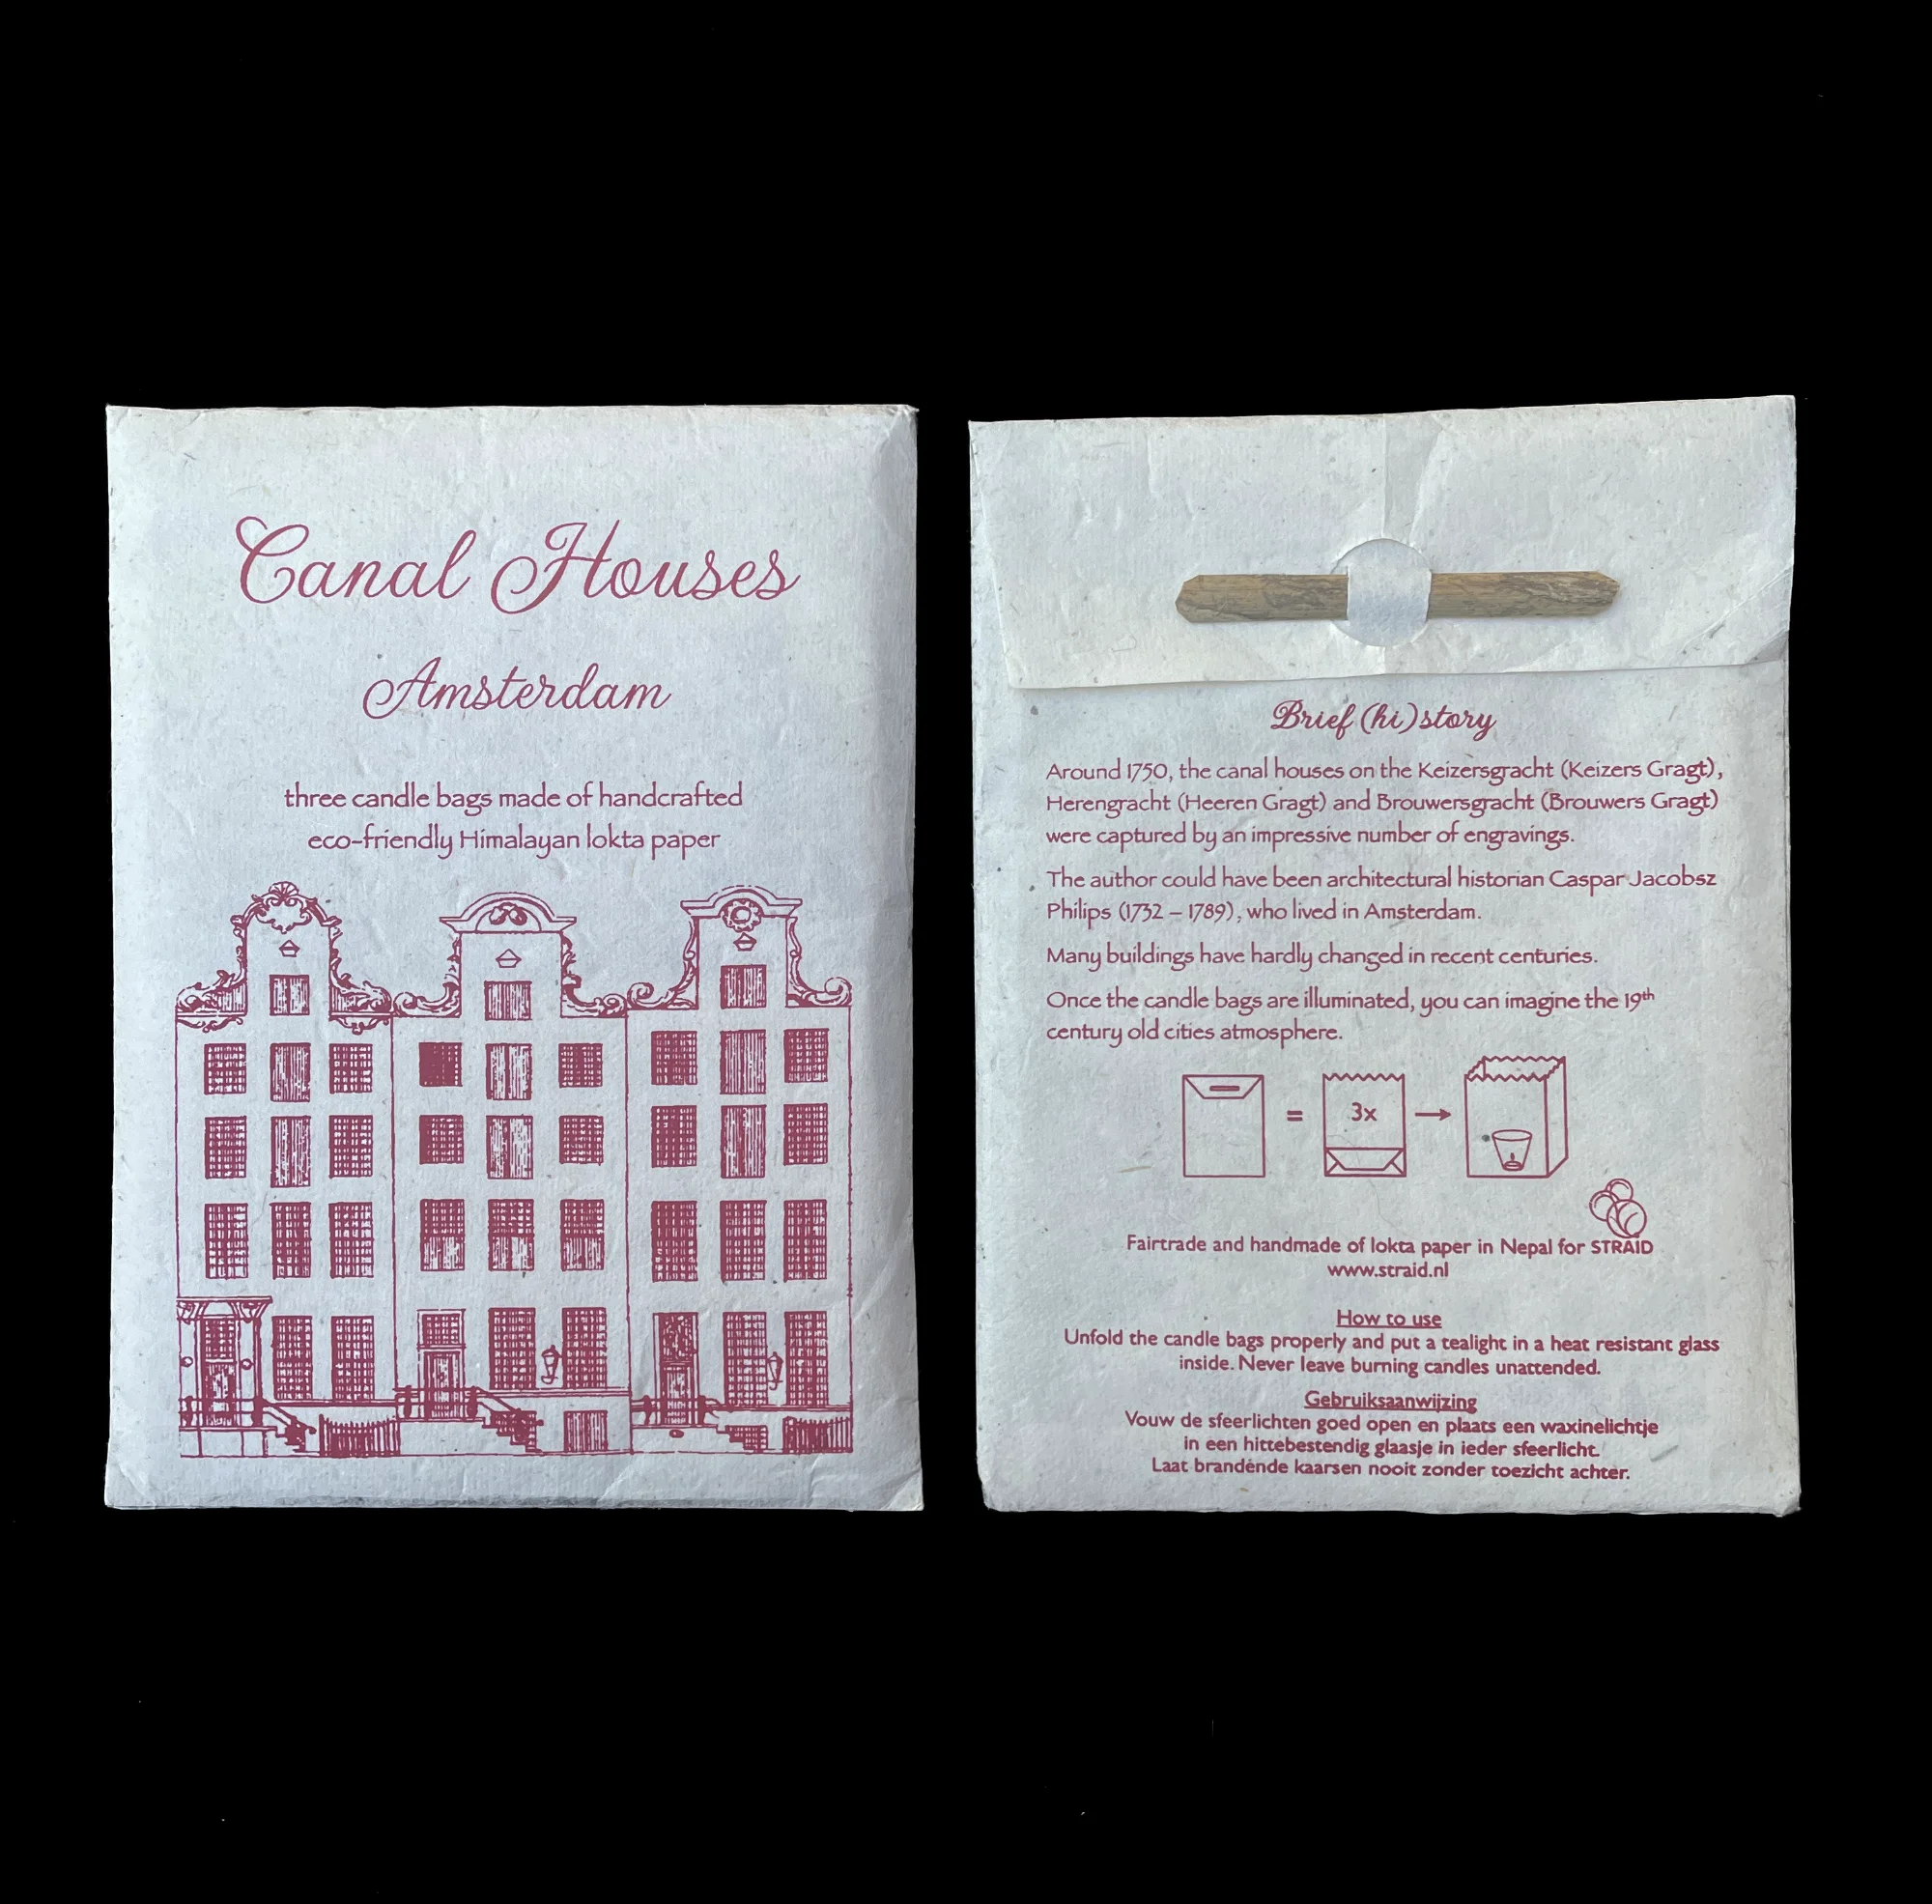 Canal Houses
Amsterdam
three candle bags made of handcrafted
eco-friendly Himalayan lokta paper
Brief (hi)story
Around 1750, the canal houses on the Keizersgracht (Keizers Gragt),
Herengracht (Heeren Gragt) and Brouwersgracht (Brouwers Gragt)
were captured by an impressive number of engravings.
The author could have been architectural historian Caspar Jacobsz
Philips (1732 – 1789), who lived in Amsterdam.
Many buildings have hardly changed in recent centuries.
Once the candle bags are illuminated, you can imagine the 19th
century old cities atmosphere.
= 3x →
Fairtrade and handmade of lokta paper in Nepal for STRAID
www.straid.nl
How to use
Unfold the candle bags properly and put a tealight in a heat resistant glass
inside. Never leave burning candles unattended.
Gebruiksaanwijzing
Vouw de sfeerlichten goed open en plaats een waxinelichtje
in een hittebestendig glaasje in ieder sfeerlicht.
Laat brandende kaarsen nooit zonder toezicht achter.